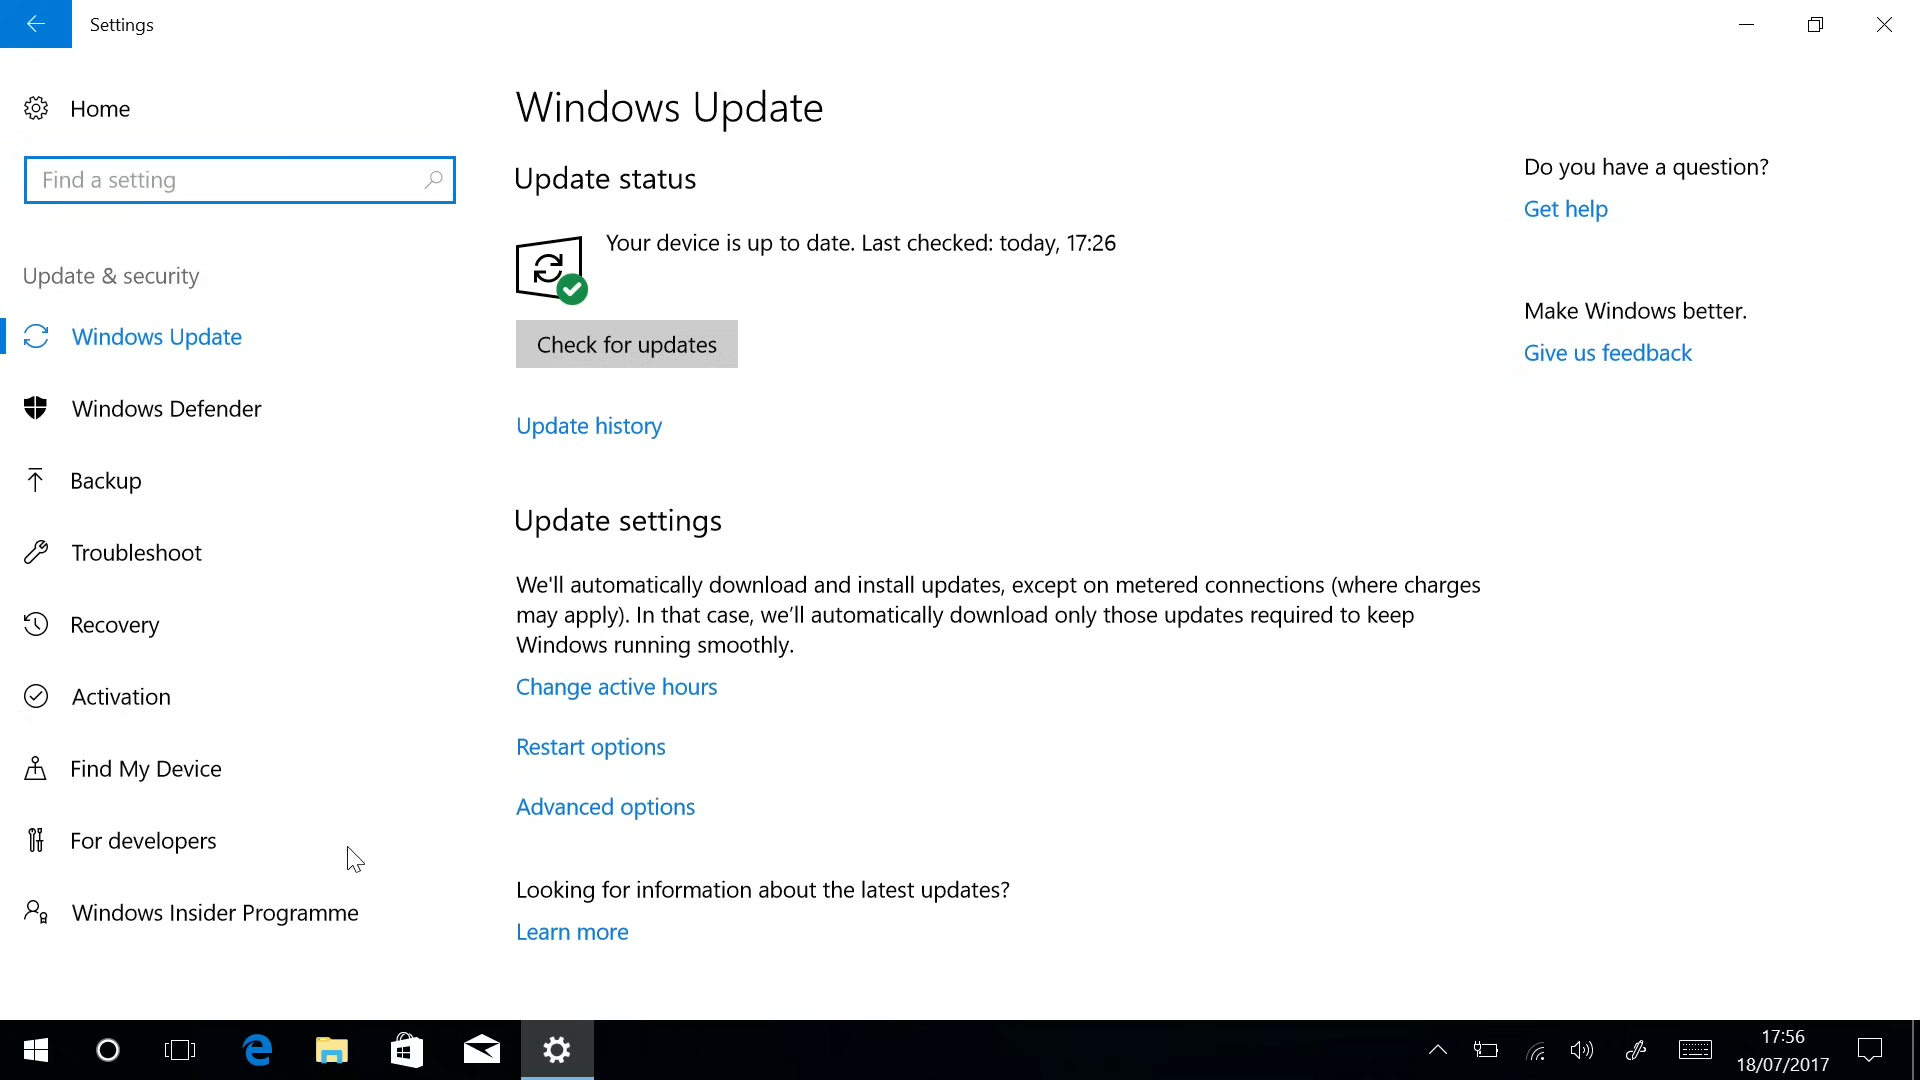 Settings
Home
Find a setting
Update & security
Windows Update
Windows Defender
Backup
Troubleshoot
Recovery
Activation
Find My Device
For developers
Windows Insider Programme
Windows Update
Update status
Your device is up to date. Last checked: today, 17:26
Check for updates
Update history
Update settings
We'll automatically download and install updates, except on metered connections (where charges
may apply). In that case, we’ll automatically download only those updates required to keep
Windows running smoothly.
Change active hours
Restart options
Advanced options
Looking for information about the latest updates?
Learn more
Do you have a question?
Get help
Make Windows better.
Give us feedback
17:56
18/07/2017